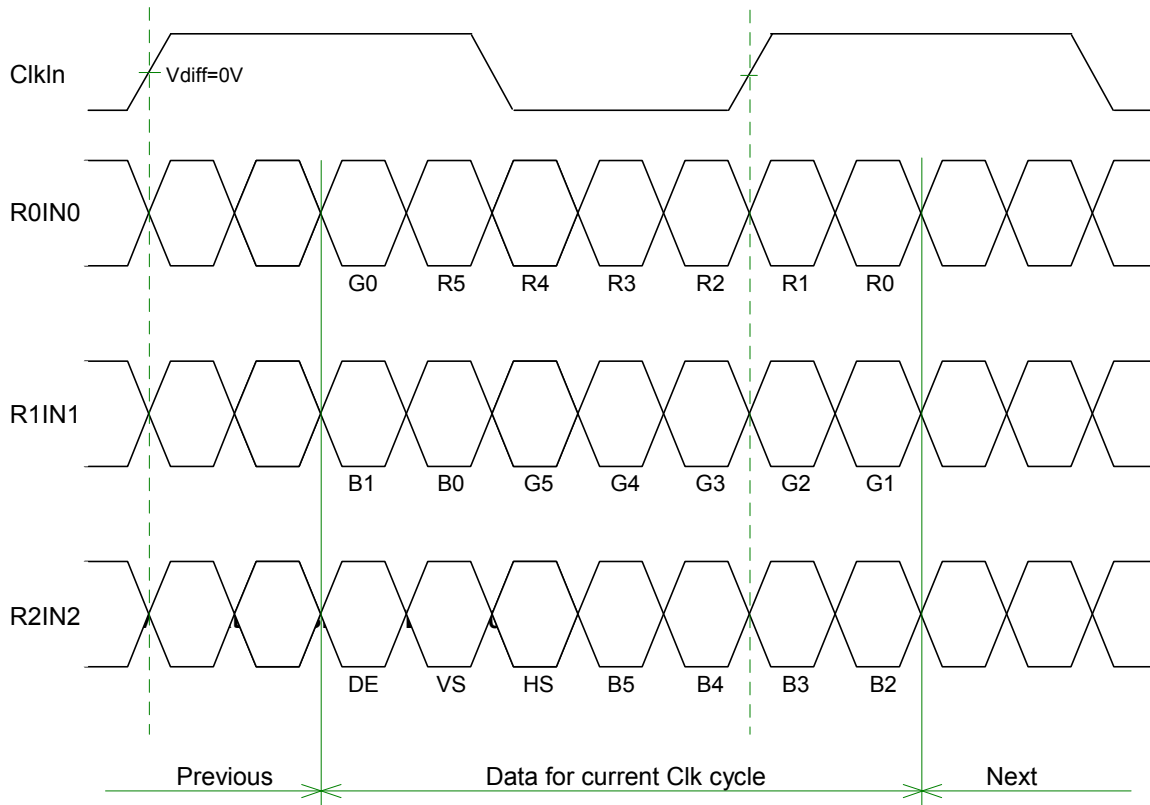 ClkIn
Vdiff=0V
R0IN0
G0 R5 R4 R3 R2 R1 R0
R1IN1
B1 B0 G5 G4 G3 G2 G1
R2IN2
DE VS HS B5 B4 B3 B2
Previous Data for current Clk cycle Next